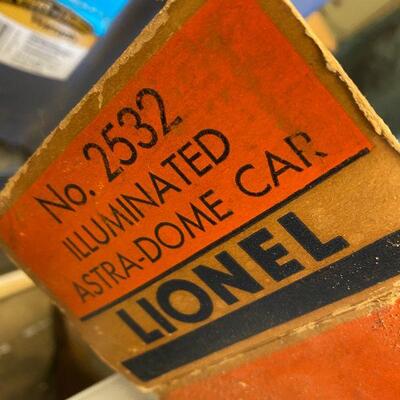 No. 2532
ILLUMINATED
ASTRA-DOME CAR
LIONEL